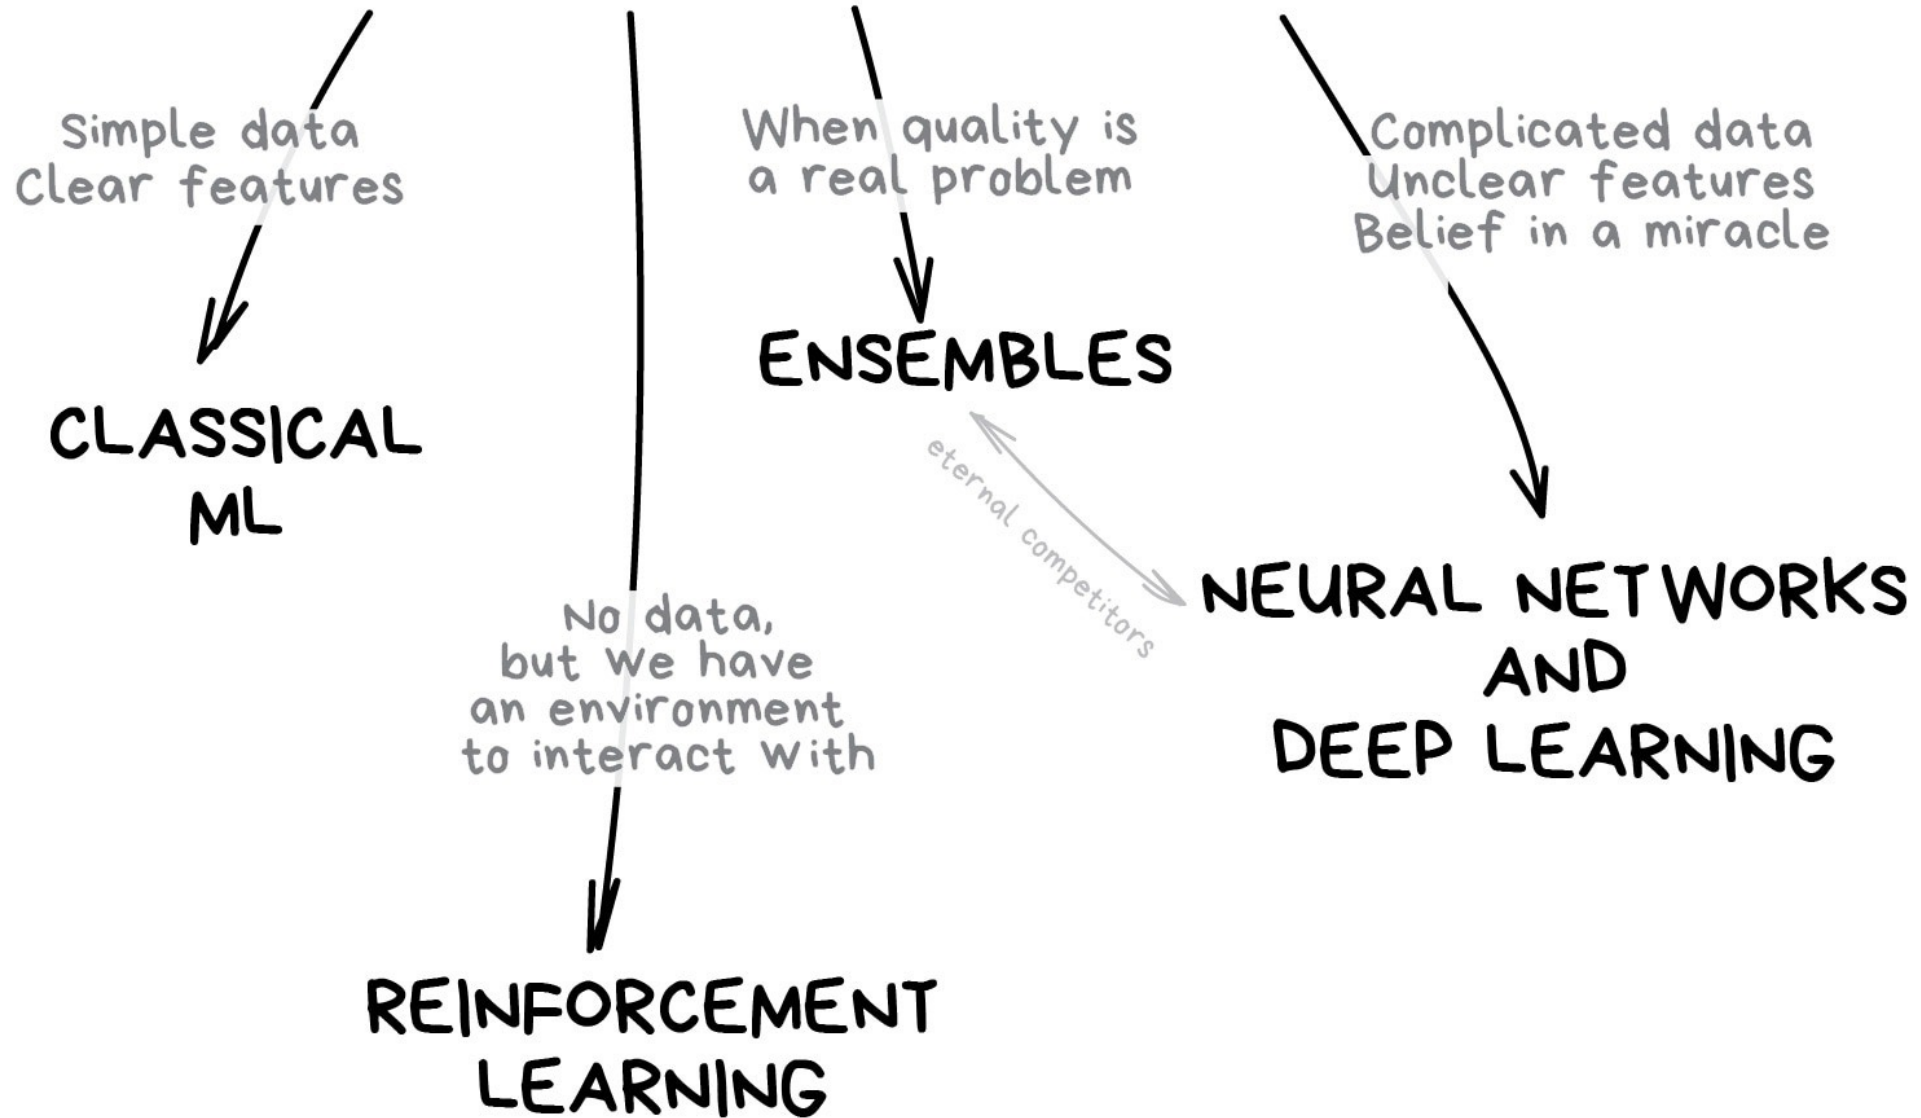 Simple data
Clear features
CLASSICAL
ML
No data,
but we have
an environment
to interact with
REINFORCEMENT
LEARNING
When quality is
a real problem
ENSEMBLES
eternal competitors
Complicated data
Unclear features
Belief in a miracle
NEURAL NETWORKS
AND
DEEP LEARNING